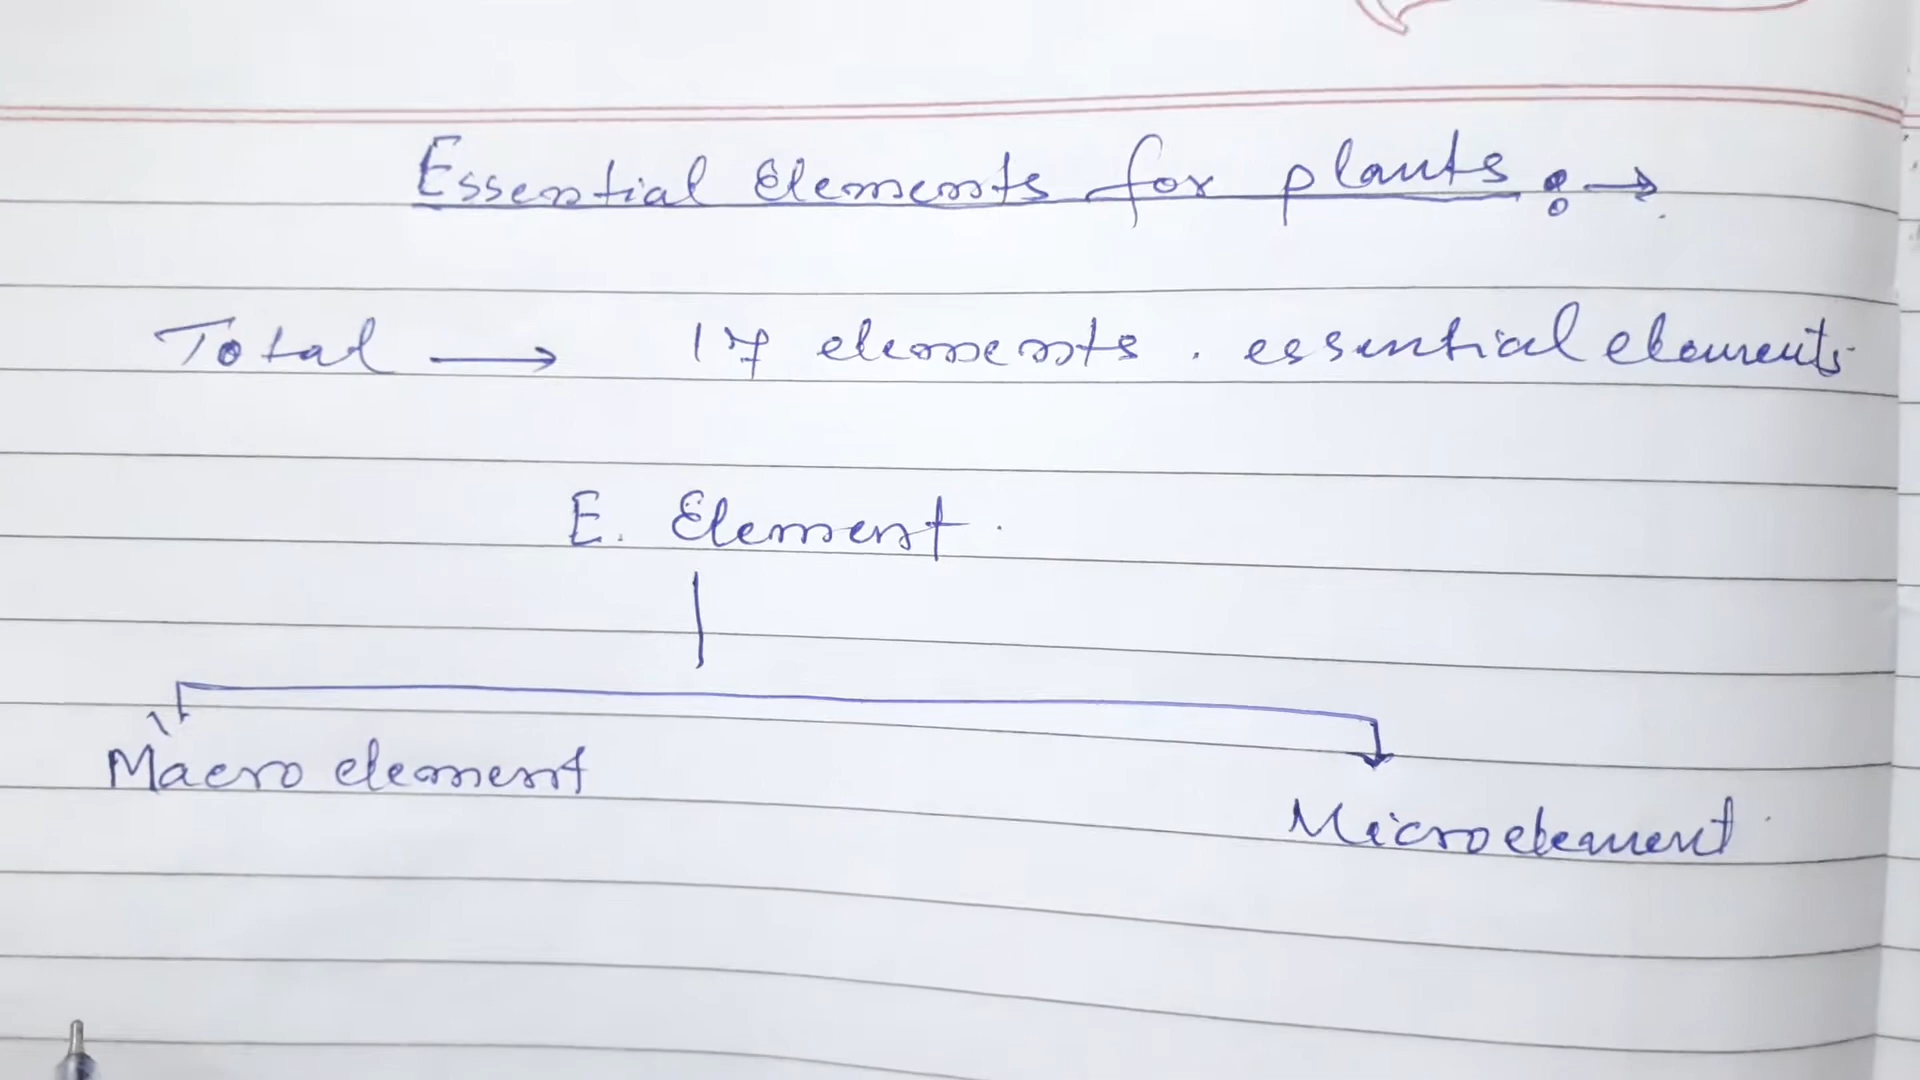 Essential Elements for plants :→
Total → 17 elements . essential elements
E. Element .
Macro element
Microelement